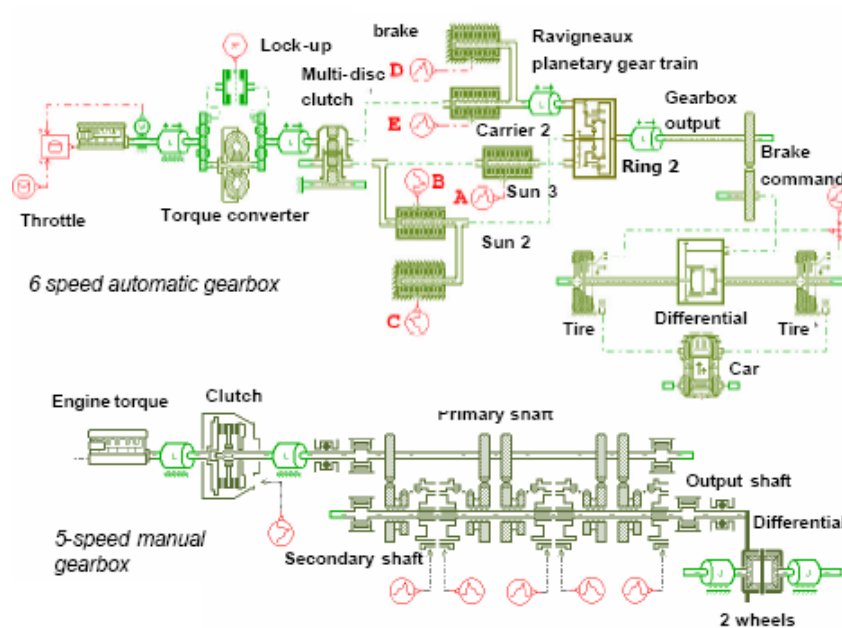 brake
Lock-up
Ravigneaux
planetary gear train
Multi-disc
clutch
D
E
Carrier 2
Gearbox
output
Ring 2
Brake
command
B
A
Sun 3
Throttle
Torque converter
Sun 2
6 speed automatic gearbox
C
Tire
Differential
Tire
Car
Engine torque
Clutch
Primary shaft
Output shaft
Differential
5-speed manual
gearbox
Secondary shaft
2 wheels